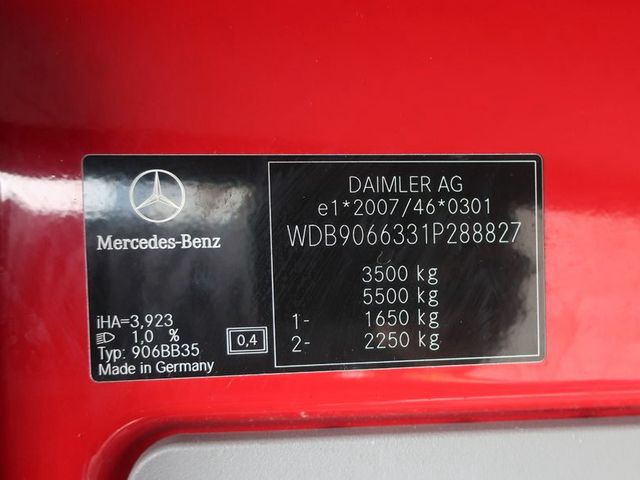 Mercedes-Benz
iHA=3,923
1,0 %
Typ: 906BB35
Made in Germany
0,4
DAIMLER AG
e1*2007/46*0301
WDB9066331P288827
3500 kg
5500 kg
1- 1650 kg
2- 2250 kg